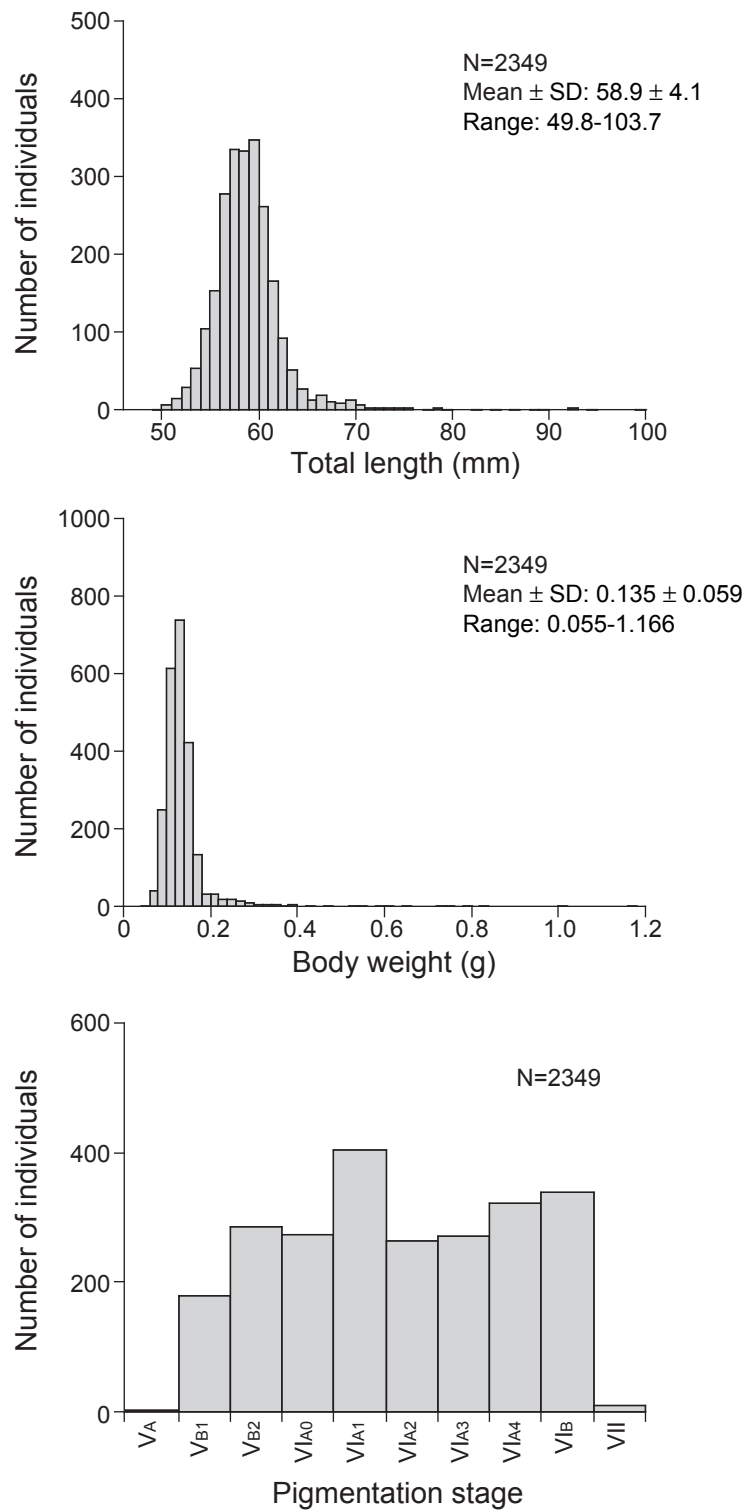 500
400
300
200
100
0
Number of individuals
N=2349
Mean ± SD: 58.9 ± 4.1
Range: 49.8-103.7
50 60 70 80 90 100
Total length (mm)
1000
800
600
400
200
0
Number of individuals
N=2349
Mean ± SD: 0.135 ± 0.059
Range: 0.055-1.166
0 0.2 0.4 0.6 0.8 1.0 1.2
Body weight (g)
600
400
200
0
Number of individuals
N=2349
VA VB1 VB2 VIA0 VIA1 VIA2 VIA3 VIA4 VIB VII
Pigmentation stage